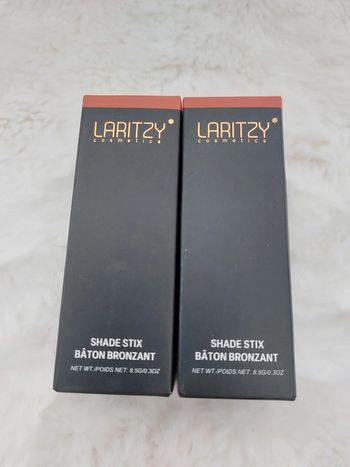 LARITZY
cosmetics
SHADE STIX
BÂTON BRONZANT
NET WT./POIDS NET: 8.5G/0.3OZ
LARITZY®
cosmetics
SHADE STIX
BÂTON BRONZANT
NET WT./POIDS NET: 8.5G/0.3OZ